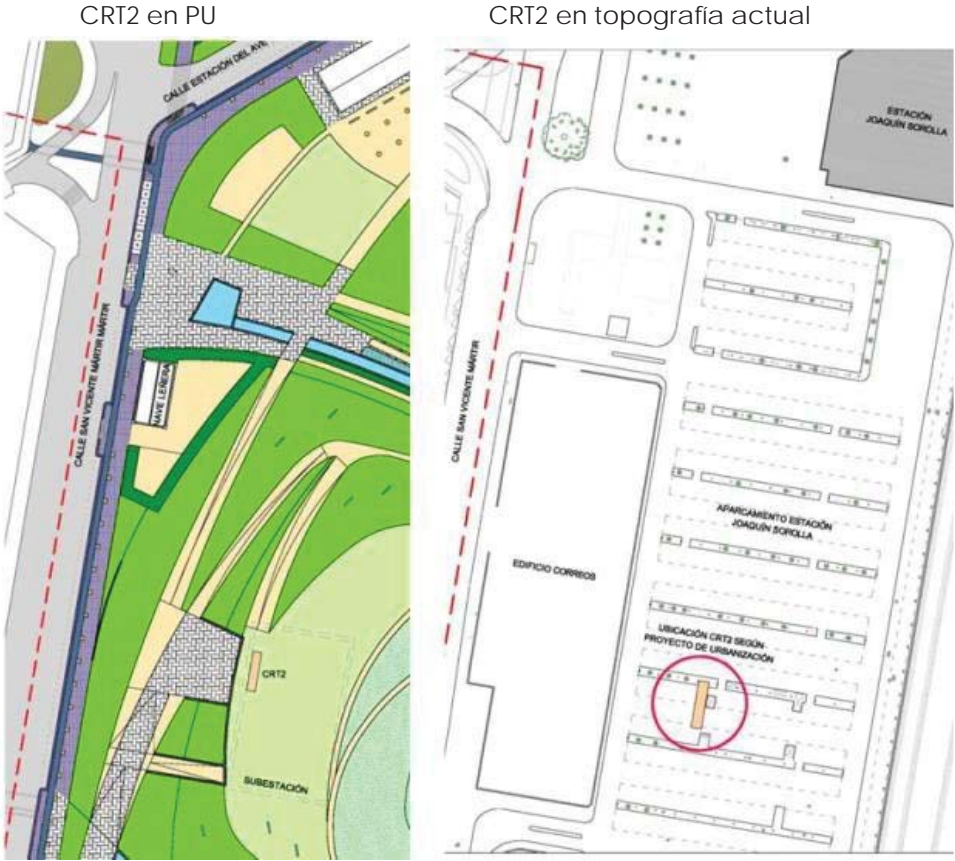 CRT2 en PU
CRT2 en topografía actual
CALLE ESTACIÓN DEL AVE
CALLE SAN VICENTE MÁRTIR MÁRTIR
NAVE LEÑERA
CRT2
SUBESTACIÓN
ESTACIÓN
JOAQUÍN SOROLLA
CALLE SAN VICENTE MÁRTIR
APARCAMIENTO ESTACIÓN
JOAQUÍN SOROLLA
EDIFICIO CORREOS
UBICACIÓN CRT2 SEGÚN
PROYECTO DE URBANIZACIÓN